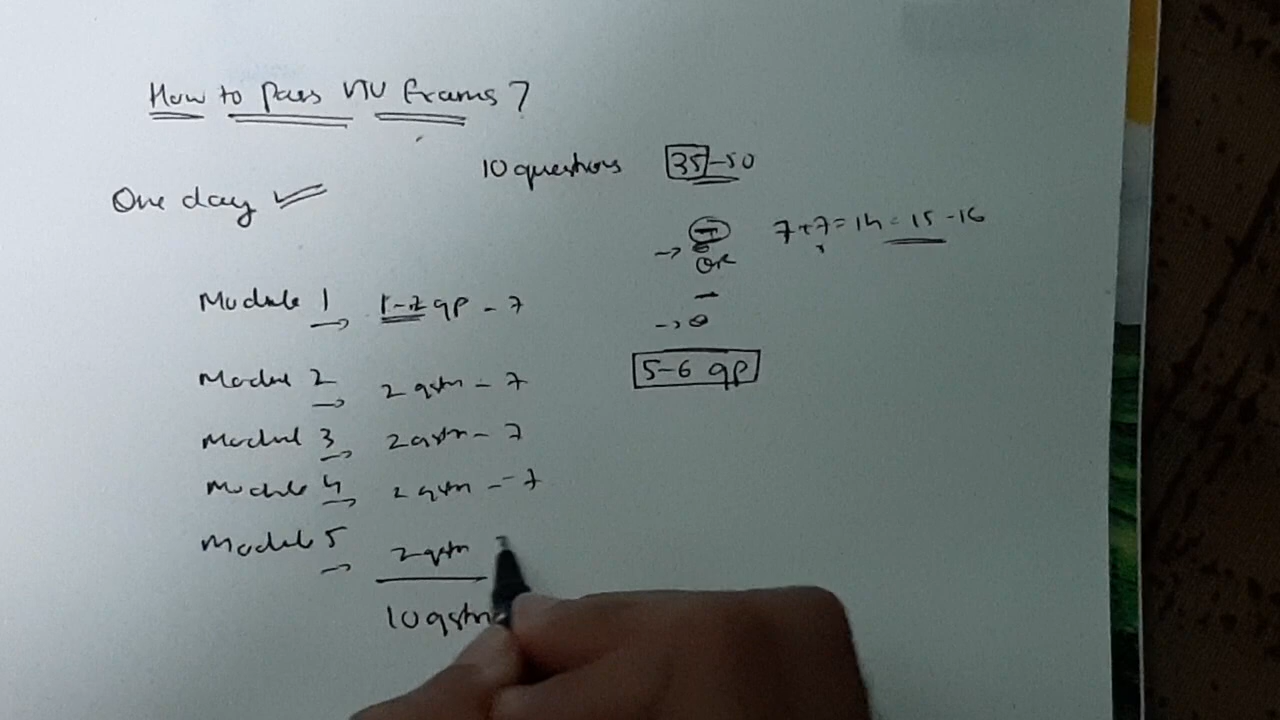 How to pass VTU Exams?
10 questions 35-50
One day
7+7=14-15-16
OR
Module 1 → 1-2 qp - 7
5-6 qp
Modul 2 → 2 qstn - 7
Modul 3 → 2 qstn - 7
Module 4 → 2 qstn - 7
Module 5 → 2 qstn
10 qstn